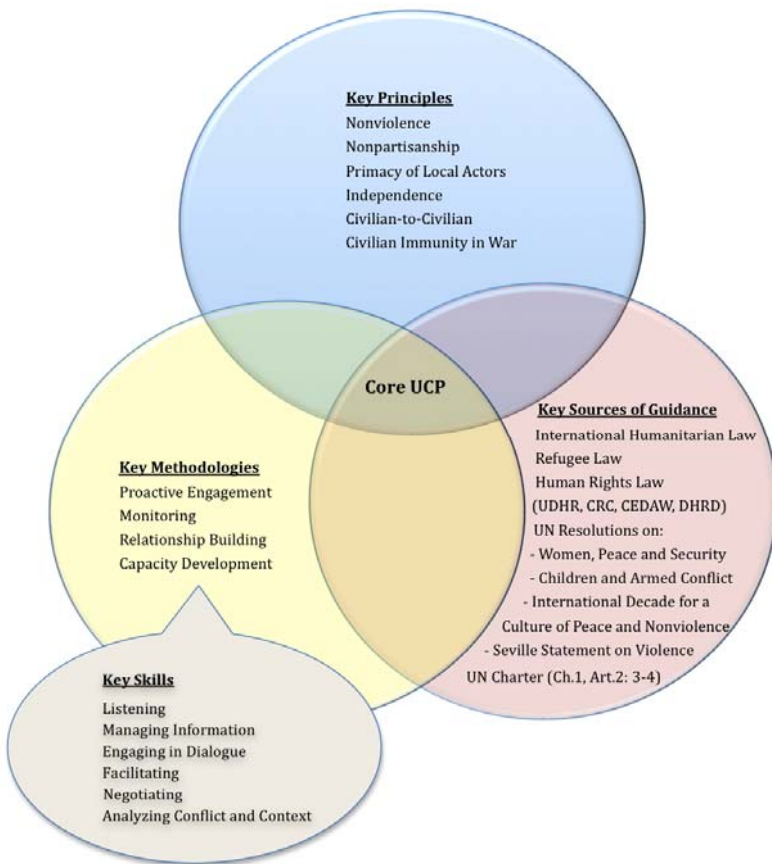 Key Principles
Nonviolence
Nonpartisanship
Primacy of Local Actors
Independence
Civilian-to-Civilian
Civilian Immunity in War
Core UCP
Key Sources of Guidance
International Humanitarian Law
Refugee Law
Human Rights Law
(UDHR, CRC, CEDAW, DHRD)
UN Resolutions on:
- Women, Peace and Security
- Children and Armed Conflict
- International Decade for a
Culture of Peace and Nonviolence
- Seville Statement on Violence
UN Charter (Ch.1, Art.2: 3-4)
Key Methodologies
Proactive Engagement
Monitoring
Relationship Building
Capacity Development
Key Skills
Listening
Managing Information
Engaging in Dialogue
Facilitating
Negotiating
Analyzing Conflict and Context